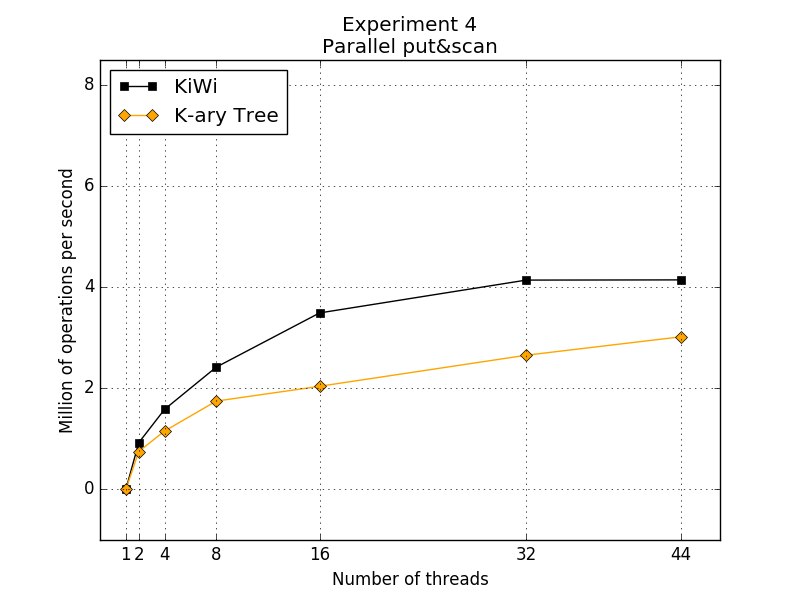 Experiment 4
Parallel put&scan
KiWi
K-ary Tree
8
6
4
2
0
Million of operations per second
1 2 4 8 16 32 44
Number of threads